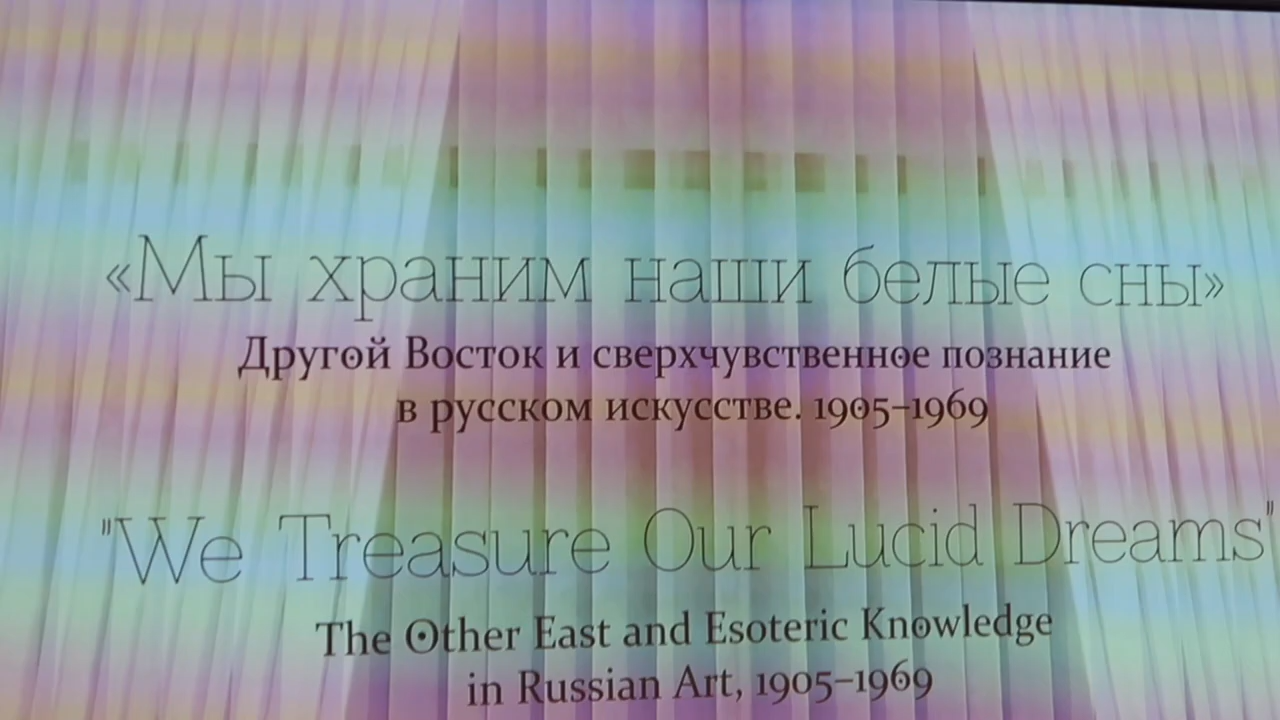 «Мы храним наши белые сны»
Другой Восток и сверхчувственное познание
в русском искусстве. 1905–1969
"We Treasure Our Lucid Dreams"
The Other East and Esoteric Knowledge
in Russian Art, 1905–1969